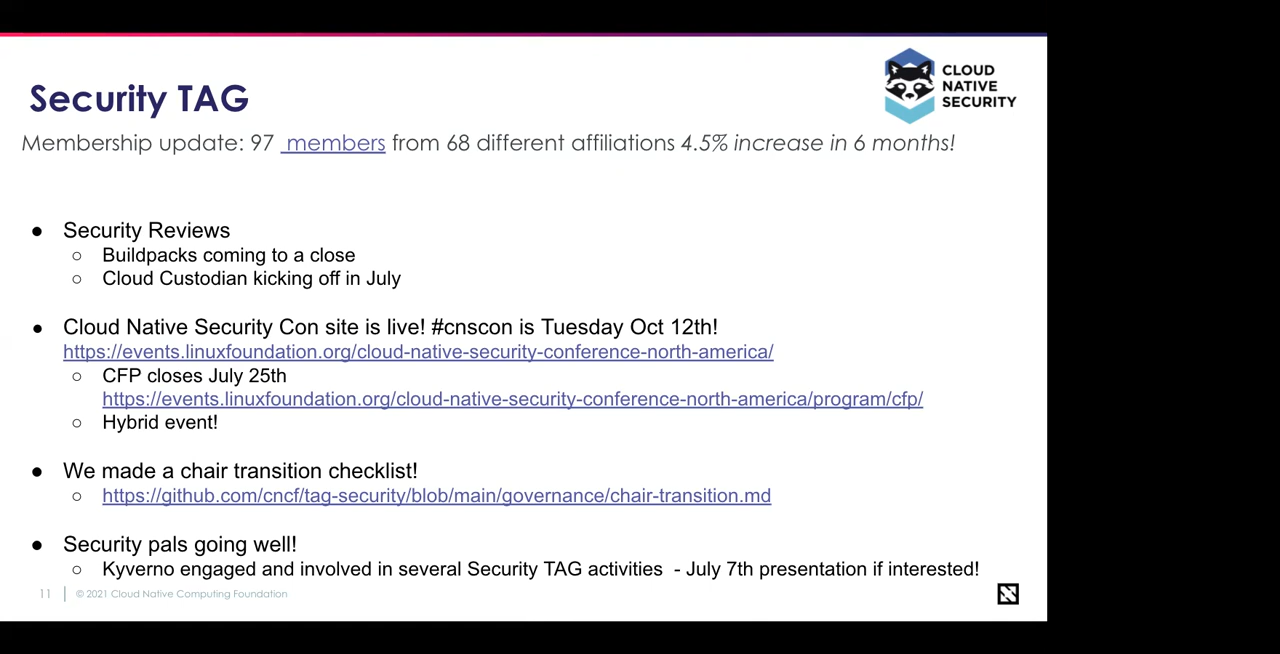 CLOUD
NATIVE
SECURITY
Security TAG
Membership update: 97 members from 68 different affiliations 4.5% increase in 6 months!
● Security Reviews
○ Buildpacks coming to a close
○ Cloud Custodian kicking off in July
● Cloud Native Security Con site is live! #cnscon is Tuesday Oct 12th!
https://events.linuxfoundation.org/cloud-native-security-conference-north-america/
○ CFP closes July 25th
https://events.linuxfoundation.org/cloud-native-security-conference-north-america/program/cfp/
○ Hybrid event!
● We made a chair transition checklist!
○ https://github.com/cncf/tag-security/blob/main/governance/chair-transition.md
● Security pals going well!
○ Kyverno engaged and involved in several Security TAG activities - July 7th presentation if interested!
11 | © 2021 Cloud Native Computing Foundation